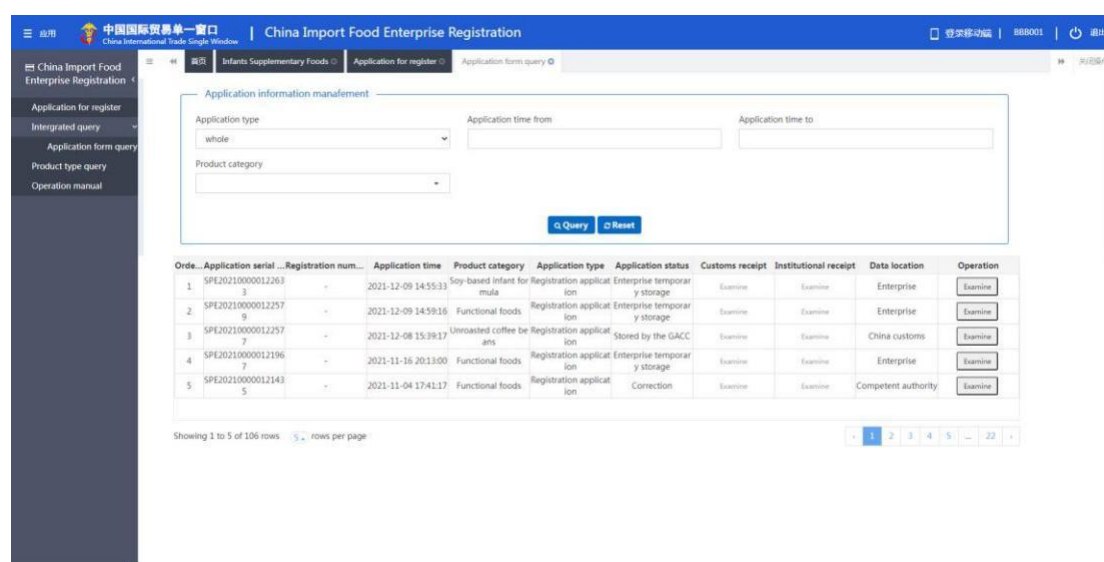 ☰ 应用
中国国际贸易单一窗口
China International Trade Single Window
| China Import Food Enterprise Registration
登录移动端 | BBB001 |
China Import Food
Enterprise Registration
首页
Infants Supplementary Foods
Application for register
Application form query
Application for register
Intergrated query
Application form query
Product type query
Operation manual
Application information manafement
Application type
Application time from
Application time to
whole
Product category
Query
Reset
Orde... Application serial ... Registration num... Application time Product category Application type Application status Customs receipt Institutional receipt Data location Operation
1 SPE20210000012263 - 2021-12-09 14:55:33 Soy-based infant for Registration applicat Enterprise temporar Examine Examine Enterprise Examine
3 mula ion y storage
2 SPE20210000012257 - 2021-12-09 14:59:16 Functional foods Registration applicat Enterprise temporar Examine Examine Enterprise Examine
9 ion y storage
3 SPE20210000012257 - 2021-12-08 15:39:17 Unroasted coffee be Registration applicat Stored by the GACC Examine Examine China customs Examine
7 ans ion
4 SPE20210000012196 - 2021-11-16 20:13:00 Functional foods Registration applicat Enterprise temporar Examine Examine Enterprise Examine
7 ion y storage
5 SPE20210000012143 - 2021-11-04 17:41:17 Functional foods Registration applicat Correction Examine Examine Competent authority Examine
5 ion
Showing 1 to 5 of 106 rows 5 rows per page
‹ 1 2 3 4 5 ... 22 ›